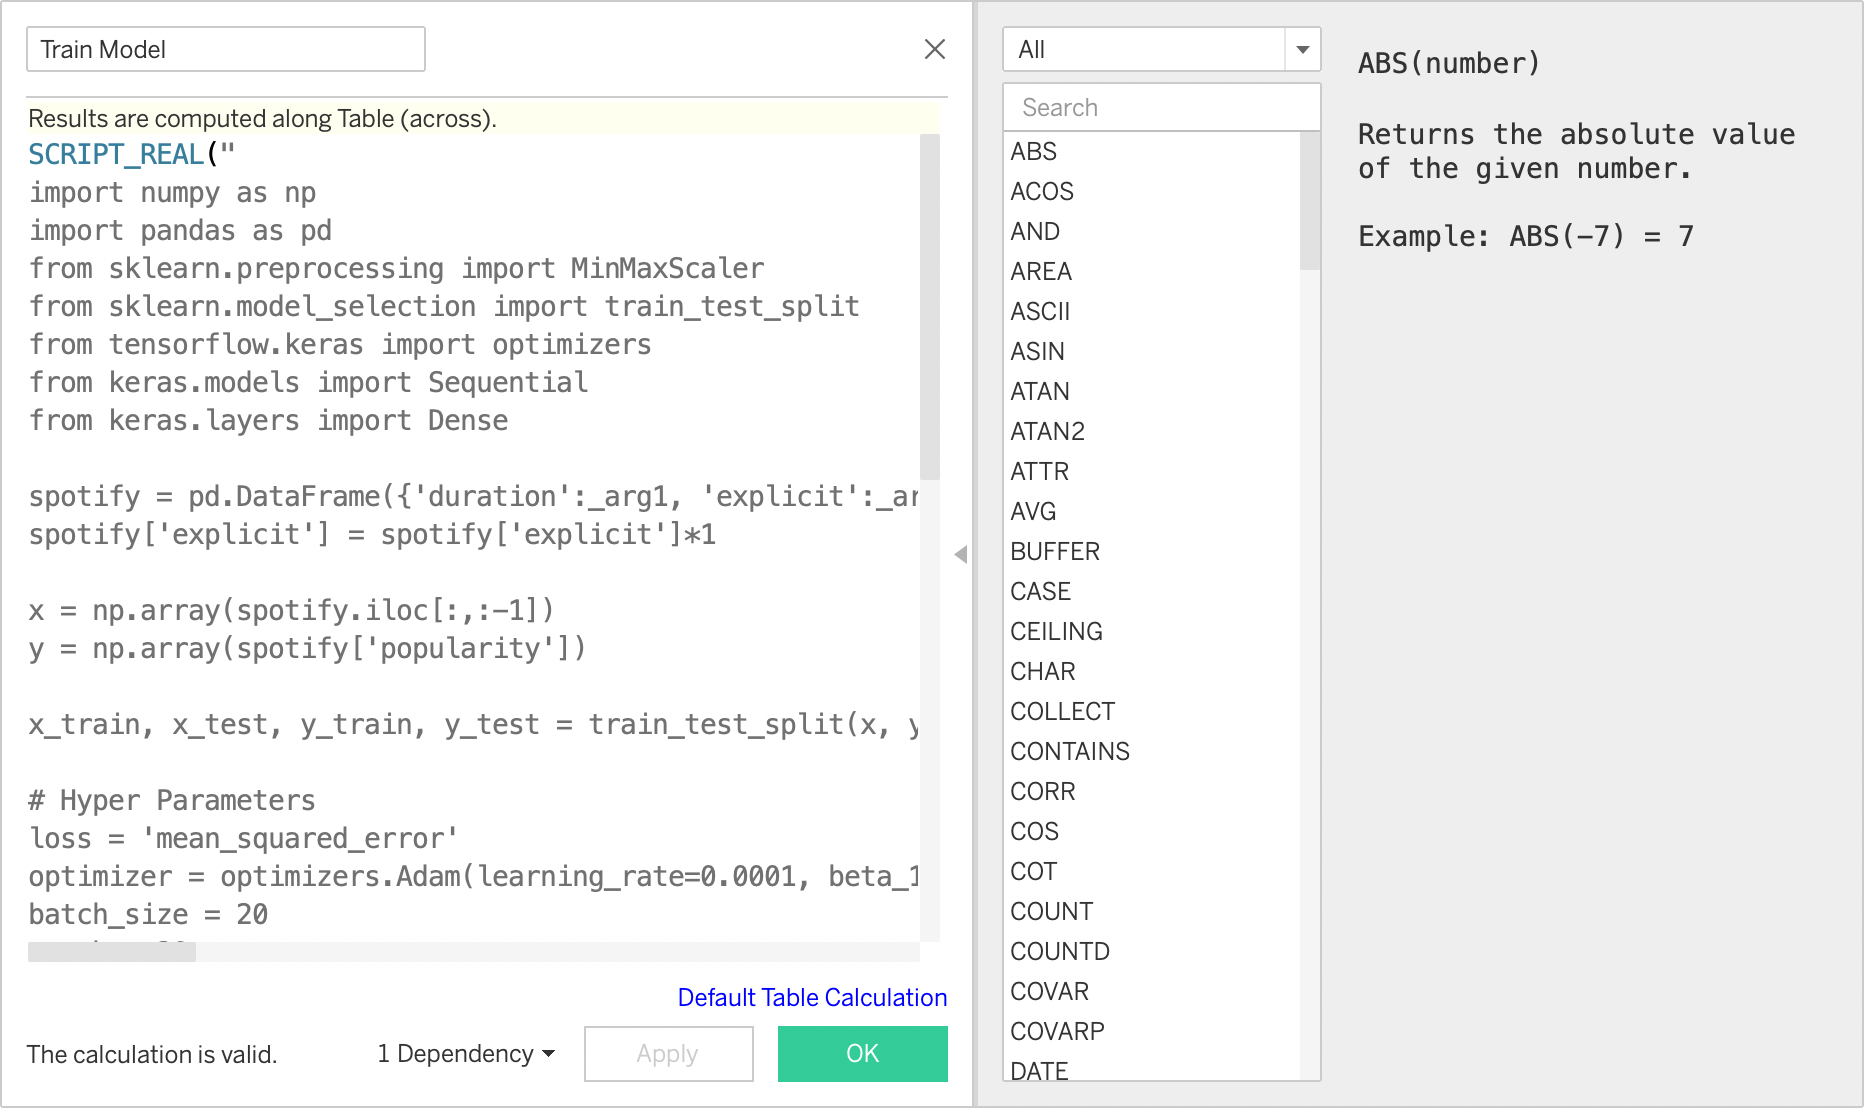 Train Model
Results are computed along Table (across).
SCRIPT_REAL("
import numpy as np
import pandas as pd
from sklearn.preprocessing import MinMaxScaler
from sklearn.model_selection import train_test_split
from tensorflow.keras import optimizers
from keras.models import Sequential
from keras.layers import Dense
spotify = pd.DataFrame({'duration':_arg1, 'explicit':_ar
spotify['explicit'] = spotify['explicit']*1
x = np.array(spotify.iloc[:,:-1])
y = np.array(spotify['popularity'])
x_train, x_test, y_train, y_test = train_test_split(x, y
# Hyper Parameters
loss = 'mean_squared_error'
optimizer = optimizers.Adam(learning_rate=0.0001, beta_1
batch_size = 20
Default Table Calculation
The calculation is valid.
1 Dependency
Apply
OK
All
Search
ABS
ACOS
AND
AREA
ASCII
ASIN
ATAN
ATAN2
ATTR
AVG
BUFFER
CASE
CEILING
CHAR
COLLECT
CONTAINS
CORR
COS
COT
COUNT
COUNTD
COVAR
COVARP
DATE
ABS(number)
Returns the absolute value
of the given number.
Example: ABS(-7) = 7